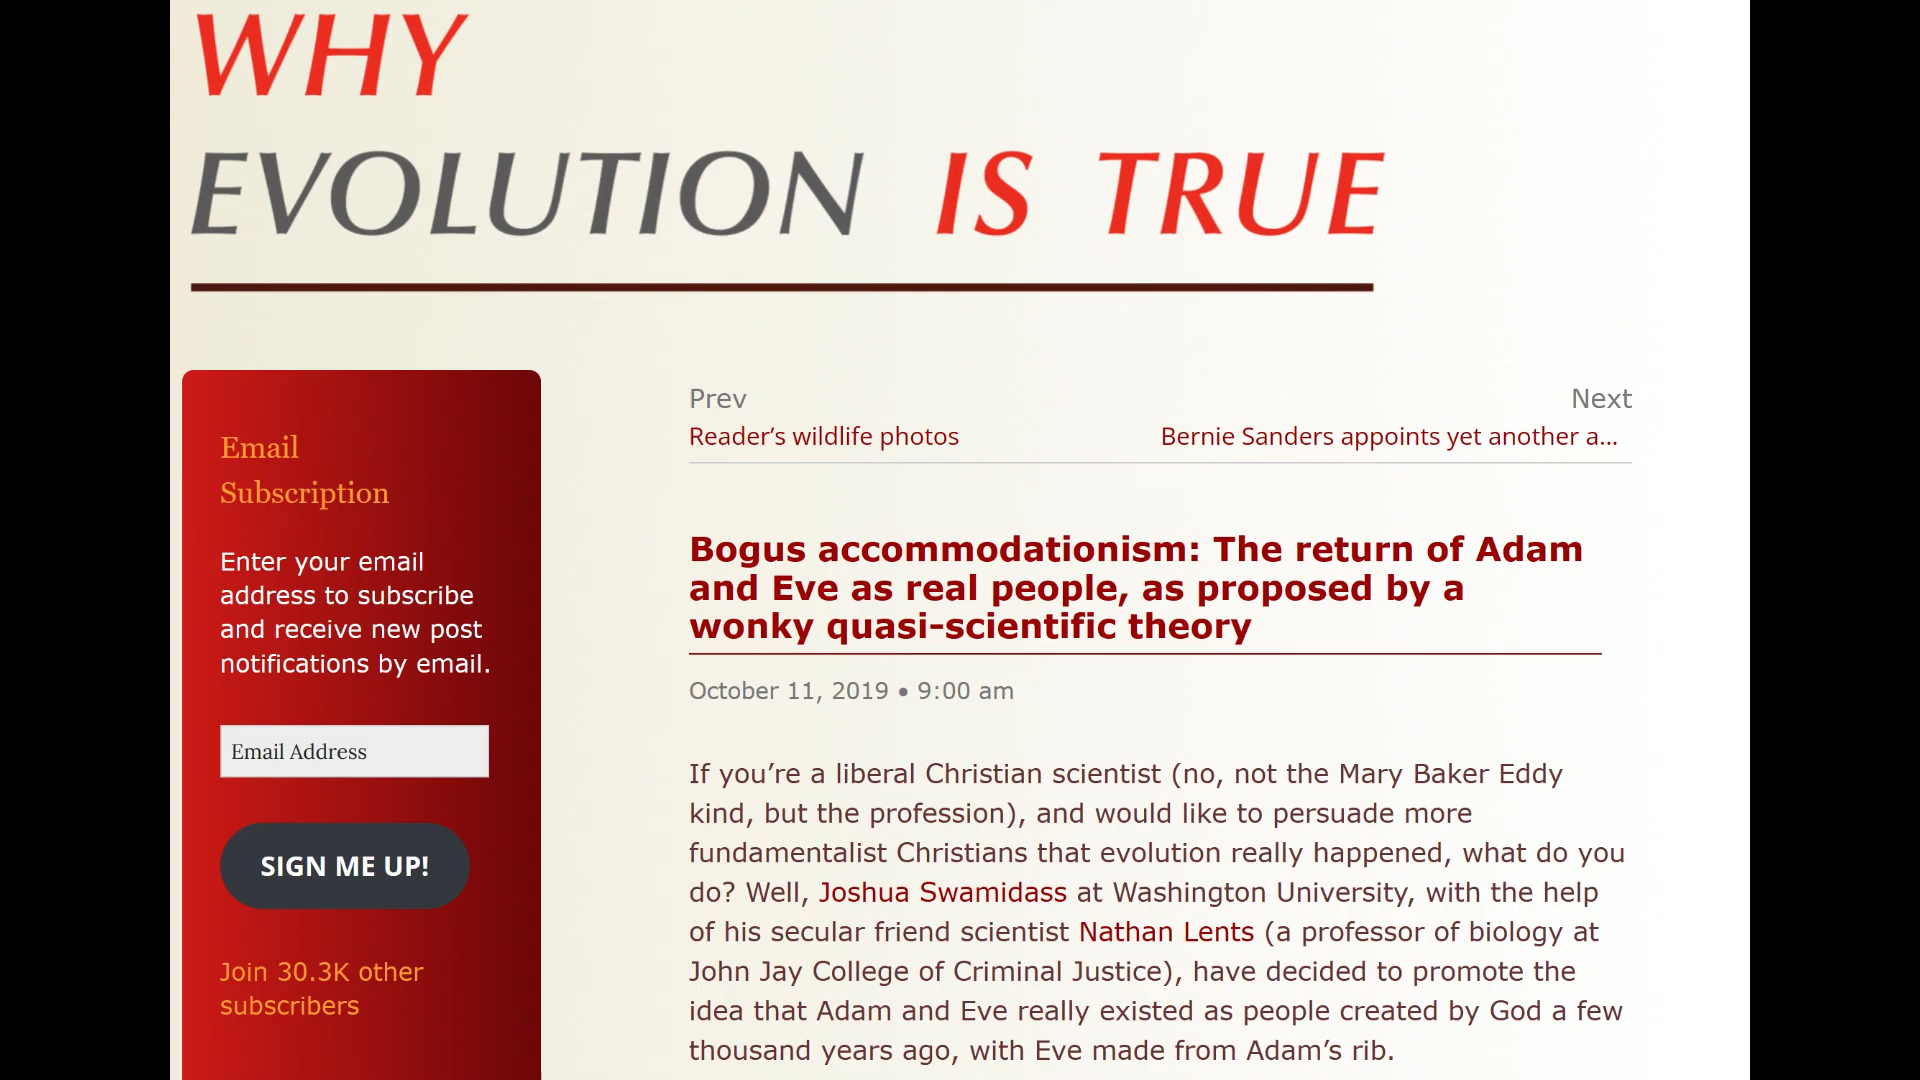 WHY
EVOLUTION IS TRUE
Email
Subscription
Enter your email
address to subscribe
and receive new post
notifications by email.
Email Address
SIGN ME UP!
Join 30.3K other
subscribers
Prev
Next
Reader’s wildlife photos
Bernie Sanders appoints yet another a...
Bogus accommodationism: The return of Adam
and Eve as real people, as proposed by a
wonky quasi-scientific theory
October 11, 2019 • 9:00 am
If you’re a liberal Christian scientist (no, not the Mary Baker Eddy
kind, but the profession), and would like to persuade more
fundamentalist Christians that evolution really happened, what do you
do? Well, Joshua Swamidass at Washington University, with the help
of his secular friend scientist Nathan Lents (a professor of biology at
John Jay College of Criminal Justice), have decided to promote the
idea that Adam and Eve really existed as people created by God a few
thousand years ago, with Eve made from Adam’s rib.